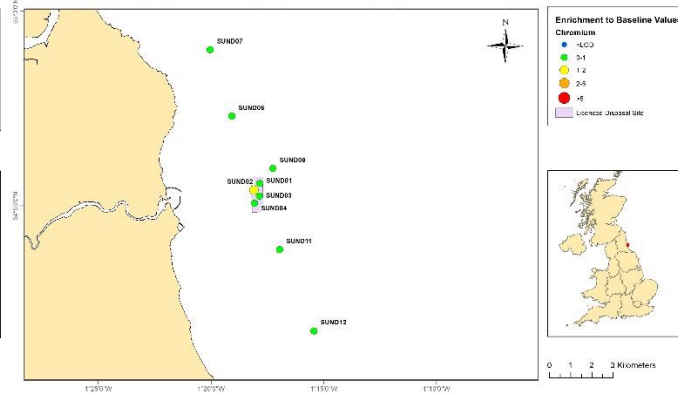 N
SUND07
SUND06
SUND08
SUND02
SUND01
SUND03
SUND04
SUND11
SUND12
1°25'0"W
1°20'0"W
1°15'0"W
1°10'0"W
Enrichment to Baseline Values
Chromium
<LOD
0-1
1-2
2-5
>5
Licensed Disposal Site
0 1 2 3 Kilometers